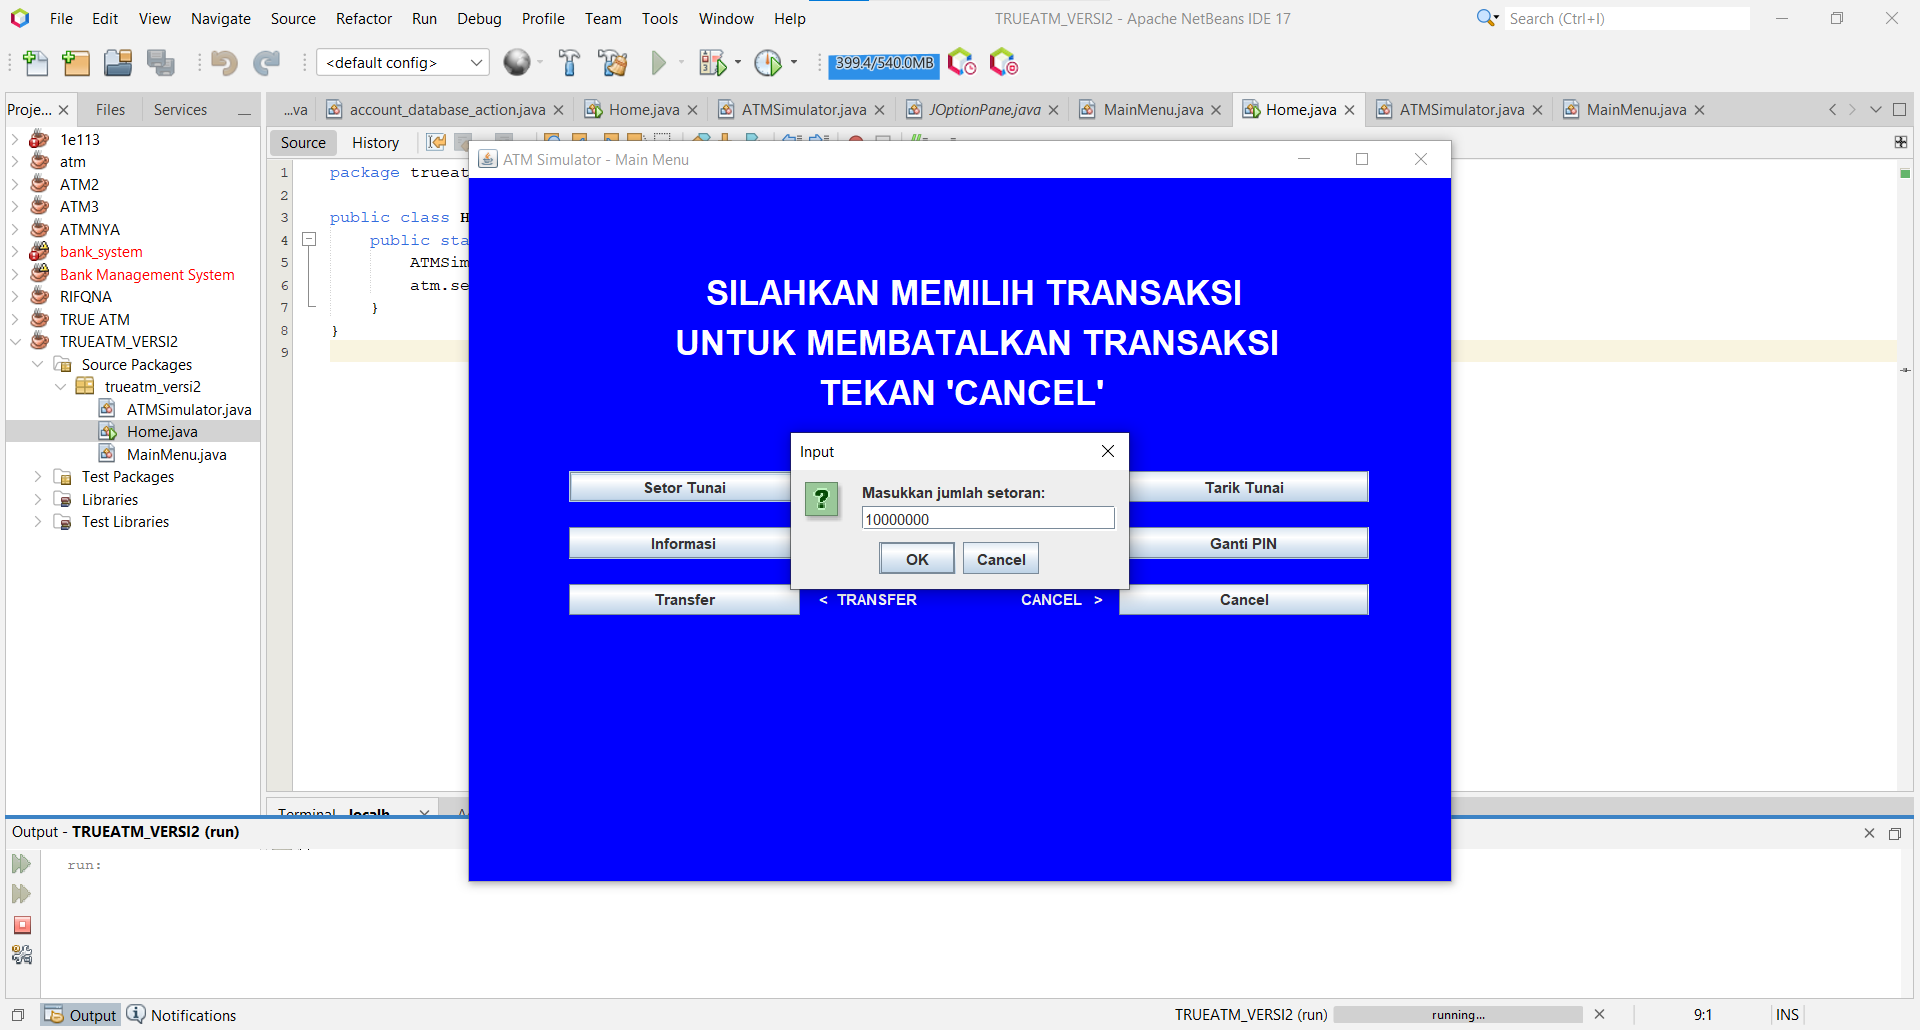 File Edit View Navigate Source Refactor Run Debug Profile Team Tools Window Help
TRUEATM_VERSI2 - Apache NetBeans IDE 17
Search (Ctrl+I)
<default config>
399.4/540.0MB
Proje... Files Services
...va account_database_action.java Home.java ATMSimulator.java JOptionPane.java MainMenu.java Home.java ATMSimulator.java MainMenu.java
Source History
1e113
atm
ATM2
ATM3
ATMNYA
bank_system
Bank Management System
RIFQNA
TRUE ATM
TRUEATM_VERSI2
Source Packages
trueatm_versi2
ATMSimulator.java
Home.java
MainMenu.java
Test Packages
Libraries
Test Libraries
1 package trueat
2
3 public class H
4 public sta
5 ATMSim
6 atm.se
7 }
8 }
9
ATM Simulator - Main Menu
SILAHKAN MEMILIH TRANSAKSI
UNTUK MEMBATALKAN TRANSAKSI
TEKAN 'CANCEL'
Setor Tunai
Tarik Tunai
Informasi
Ganti PIN
Transfer
< TRANSFER
CANCEL >
Cancel
Input
Masukkan jumlah setoran:
10000000
OK Cancel
Terminal - localh
Output - TRUEATM_VERSI2 (run)
run:
Output Notifications
TRUEATM_VERSI2 (run) running... 9:1 INS